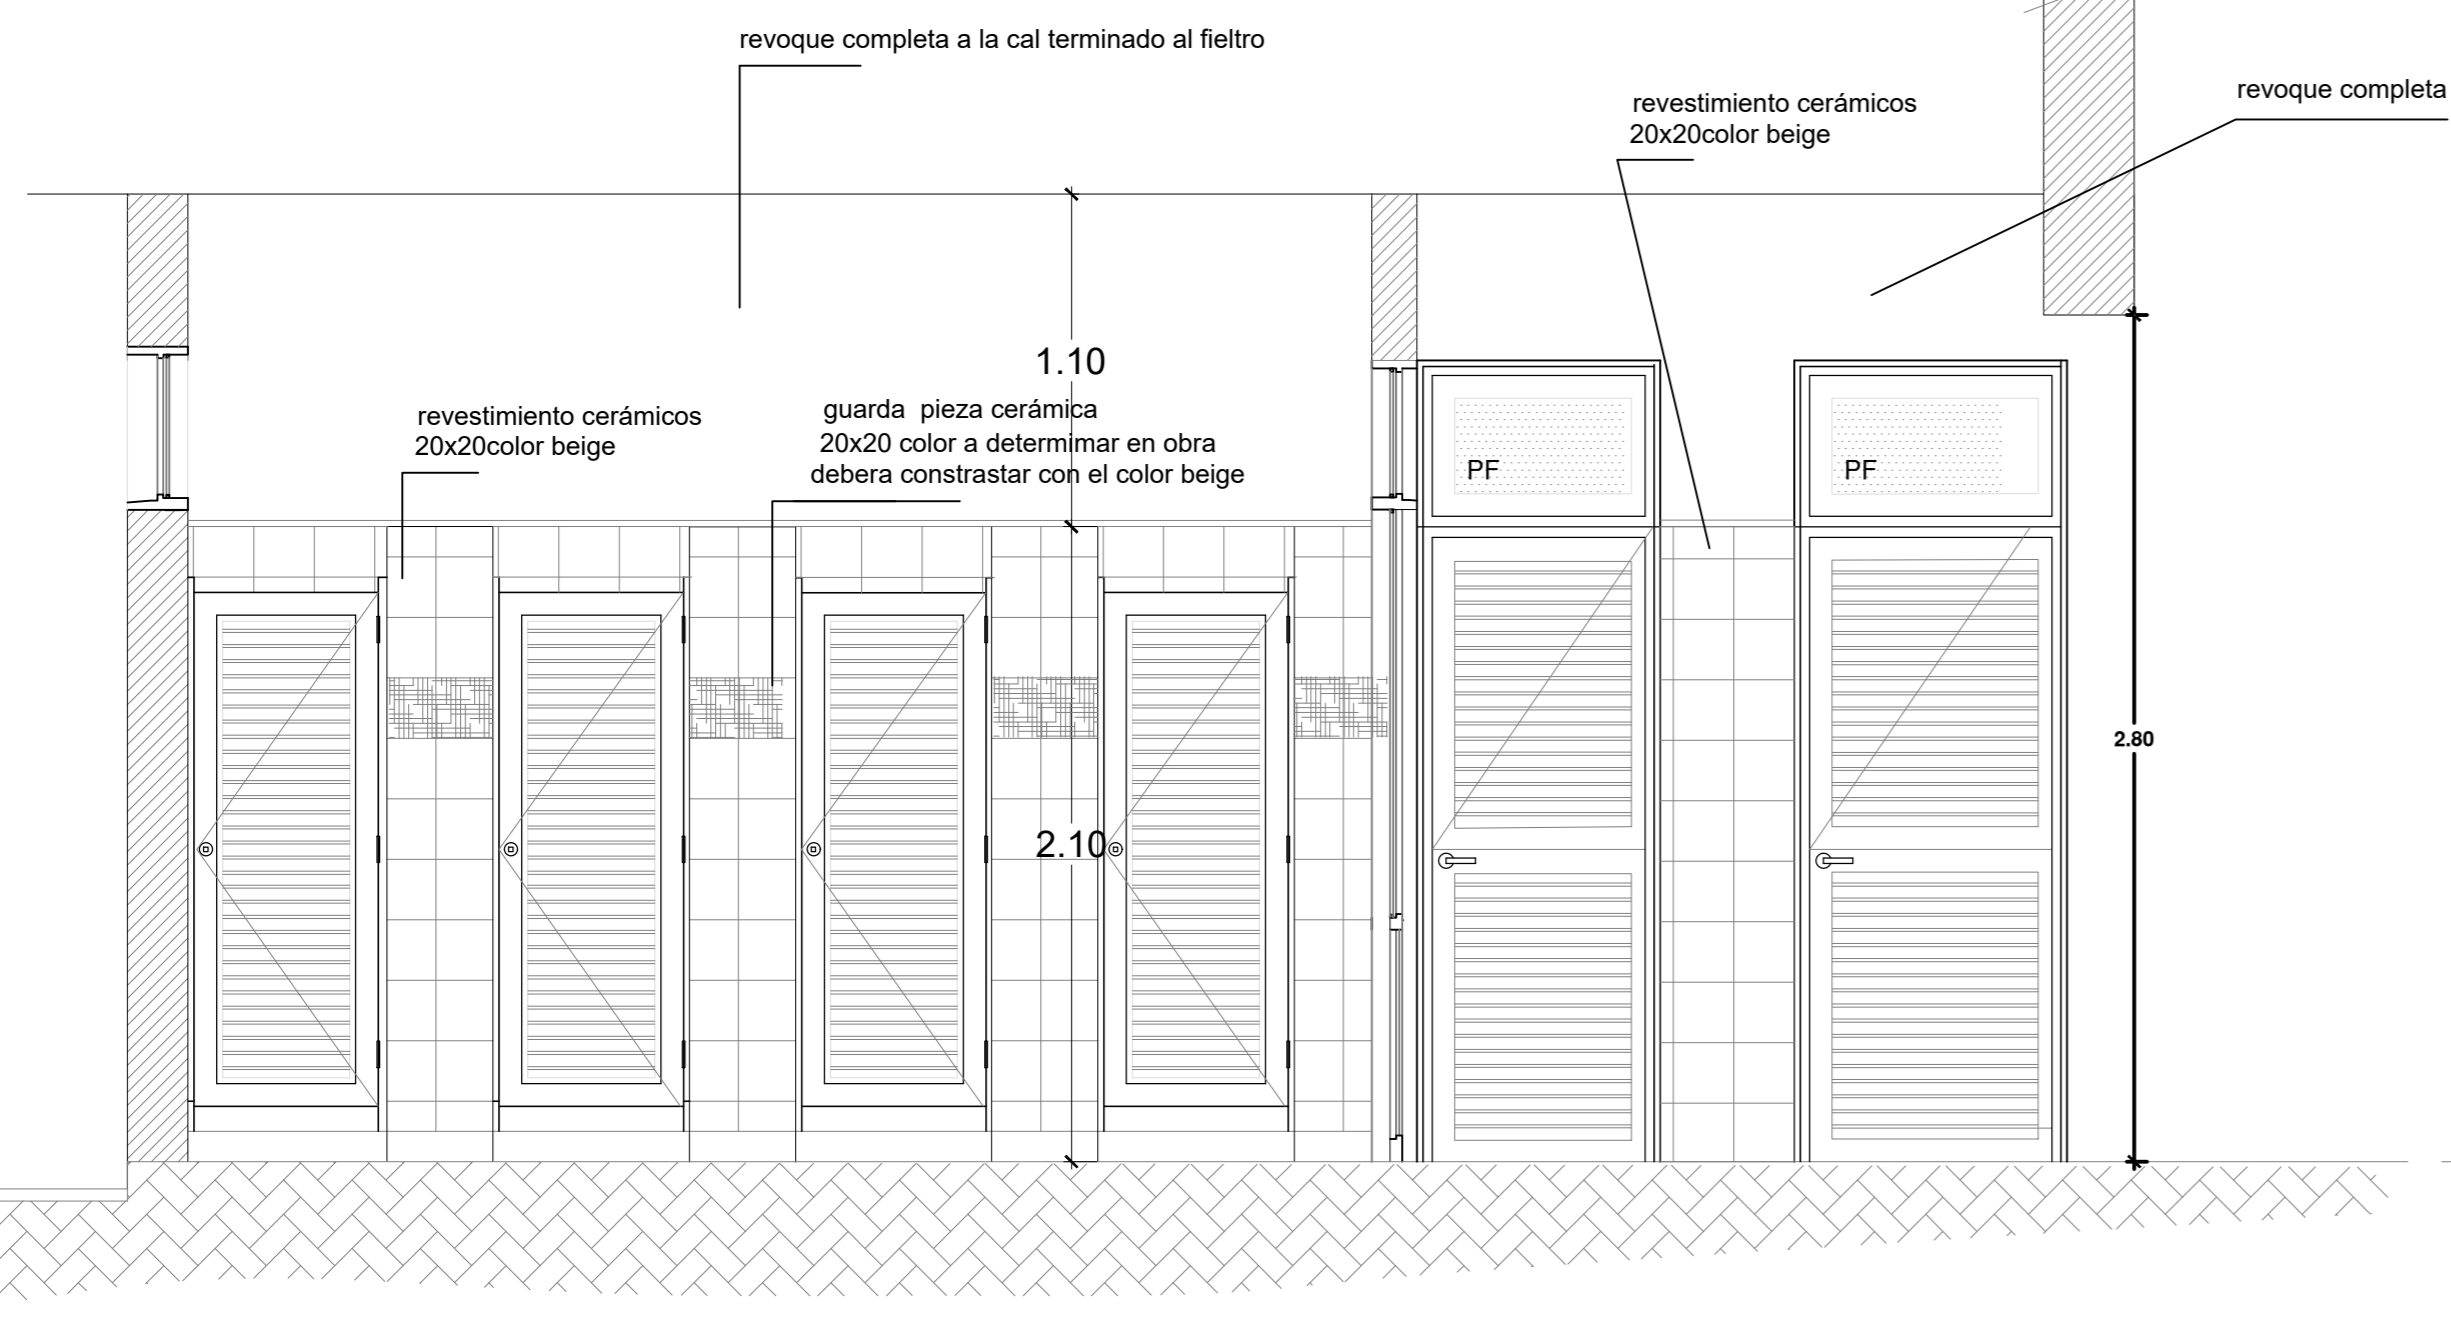 revoque completa a la cal terminado al fieltro
revoque completa
revestimiento cerámicos
20x20color beige
1.10
revestimiento cerámicos
20x20color beige
guarda pieza cerámica
20x20 color a determimar en obra
debera constrastar con el color beige
PF
PF
2.80
2.10